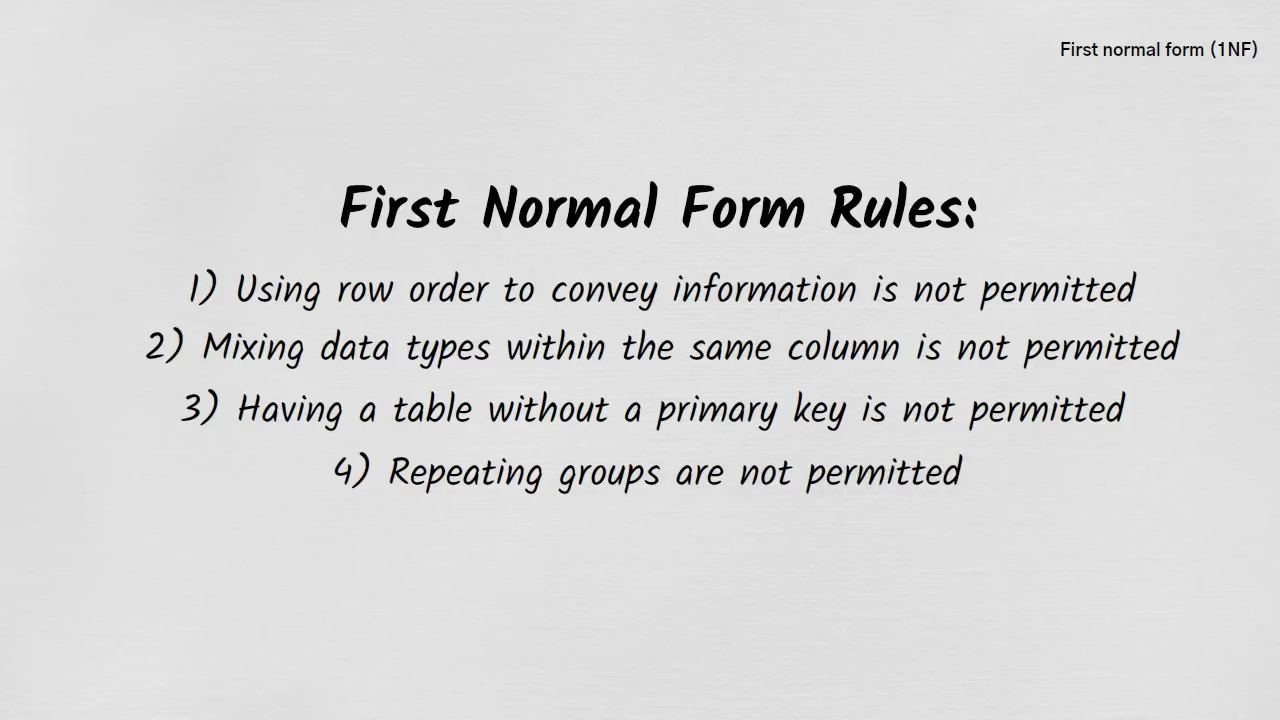 First normal form (1NF)
First Normal Form Rules:
1) Using row order to convey information is not permitted
2) Mixing data types within the same column is not permitted
3) Having a table without a primary key is not permitted
4) Repeating groups are not permitted